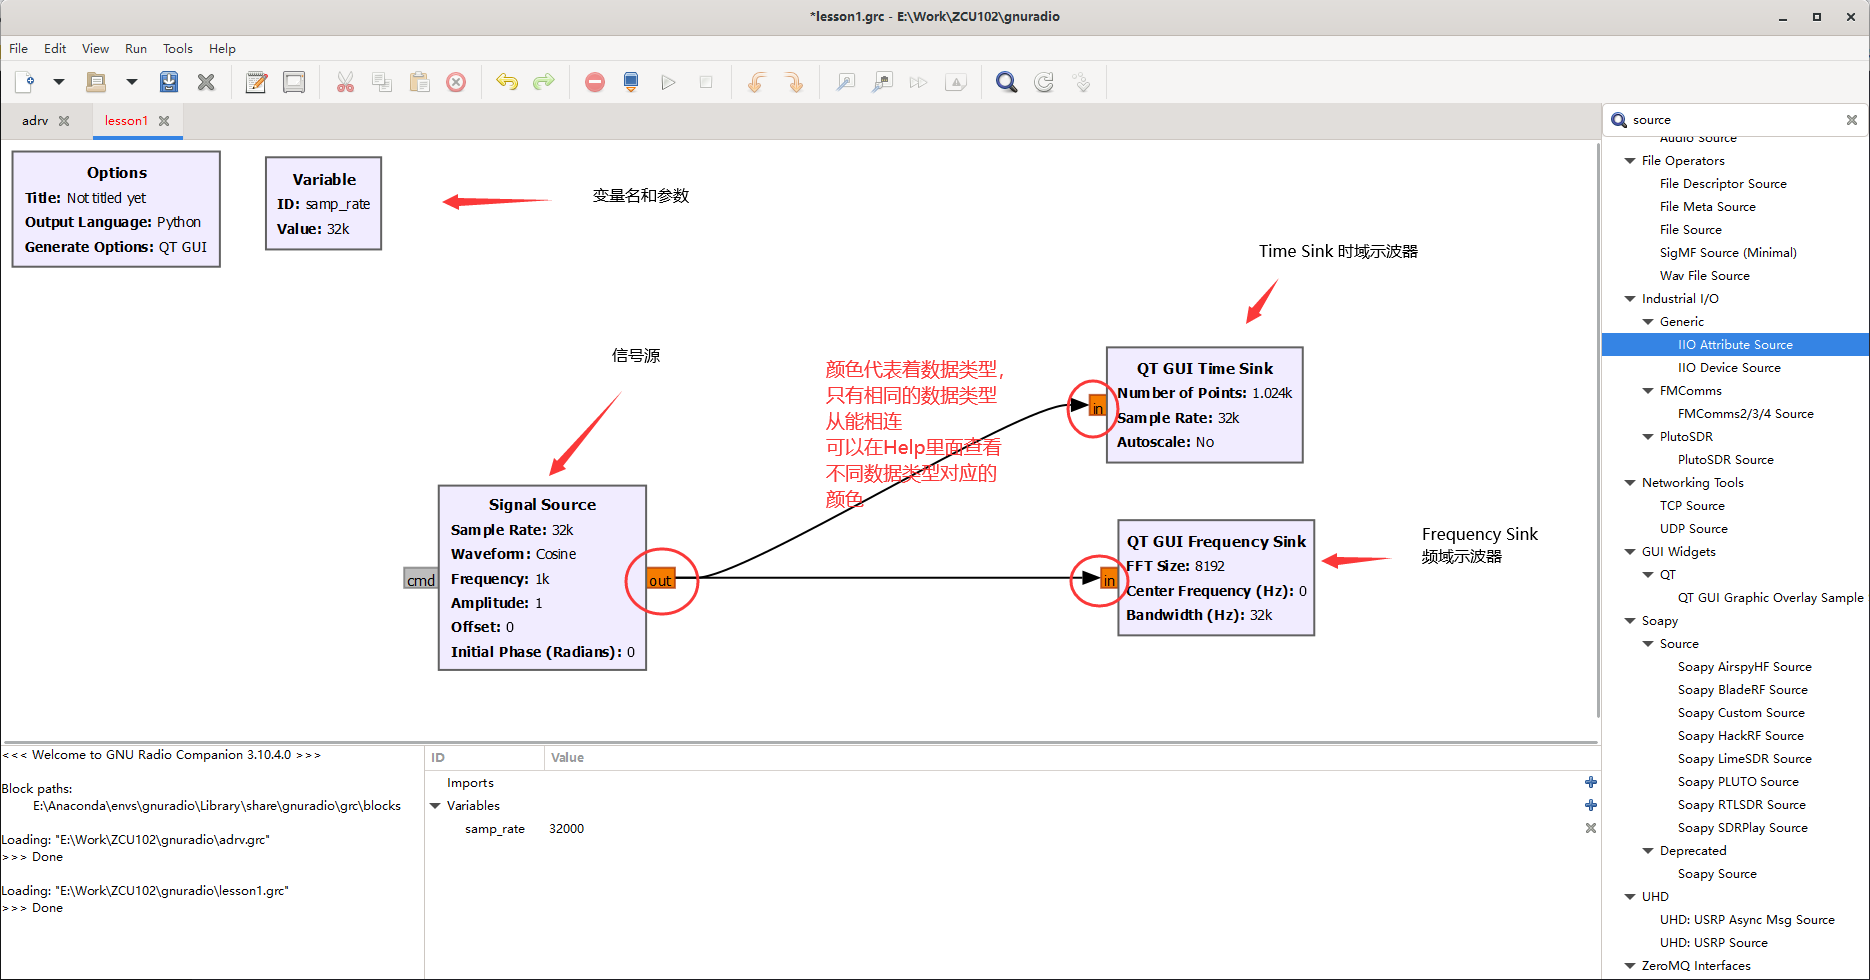 *lesson1.grc - E:\Work\ZCU102\gnuradio
File Edit View Run Tools Help
adrv
lesson1
Options
Title: Not titled yet
Output Language: Python
Generate Options: QT GUI
Variable
ID: samp_rate
Value: 32k
变量名和参数
Time Sink 时域示波器
信号源
颜色代表着数据类型，
只有相同的数据类型
从能相连
可以在Help里面查看
不同数据类型对应的
颜色
QT GUI Time Sink
Number of Points: 1.024k
Sample Rate: 32k
Autoscale: No
in
Signal Source
Sample Rate: 32k
Waveform: Cosine
Frequency: 1k
Amplitude: 1
Offset: 0
Initial Phase (Radians): 0
cmd
out
QT GUI Frequency Sink
FFT Size: 8192
Center Frequency (Hz): 0
Bandwidth (Hz): 32k
in
Frequency Sink
频域示波器
<<< Welcome to GNU Radio Companion 3.10.4.0 >>>
Block paths:
E:\Anaconda\envs\gnuradio\Library\share\gnuradio\grc\blocks
Loading: "E:\Work\ZCU102\gnuradio\adrv.grc"
>>> Done
Loading: "E:\Work\ZCU102\gnuradio\lesson1.grc"
>>> Done
ID Value
Imports
Variables
samp_rate 32000
source
Audio Source
File Operators
File Descriptor Source
File Meta Source
File Source
SigMF Source (Minimal)
Wav File Source
Industrial I/O
Generic
IIO Attribute Source
IIO Device Source
FMComms
FMComms2/3/4 Source
PlutoSDR
PlutoSDR Source
Networking Tools
TCP Source
UDP Source
GUI Widgets
QT
QT GUI Graphic Overlay Sample
Soapy
Source
Soapy AirspyHF Source
Soapy BladeRF Source
Soapy Custom Source
Soapy HackRF Source
Soapy LimeSDR Source
Soapy PLUTO Source
Soapy RTLSDR Source
Soapy SDRPlay Source
Deprecated
Soapy Source
UHD
UHD: USRP Async Msg Source
UHD: USRP Source
ZeroMQ Interfaces